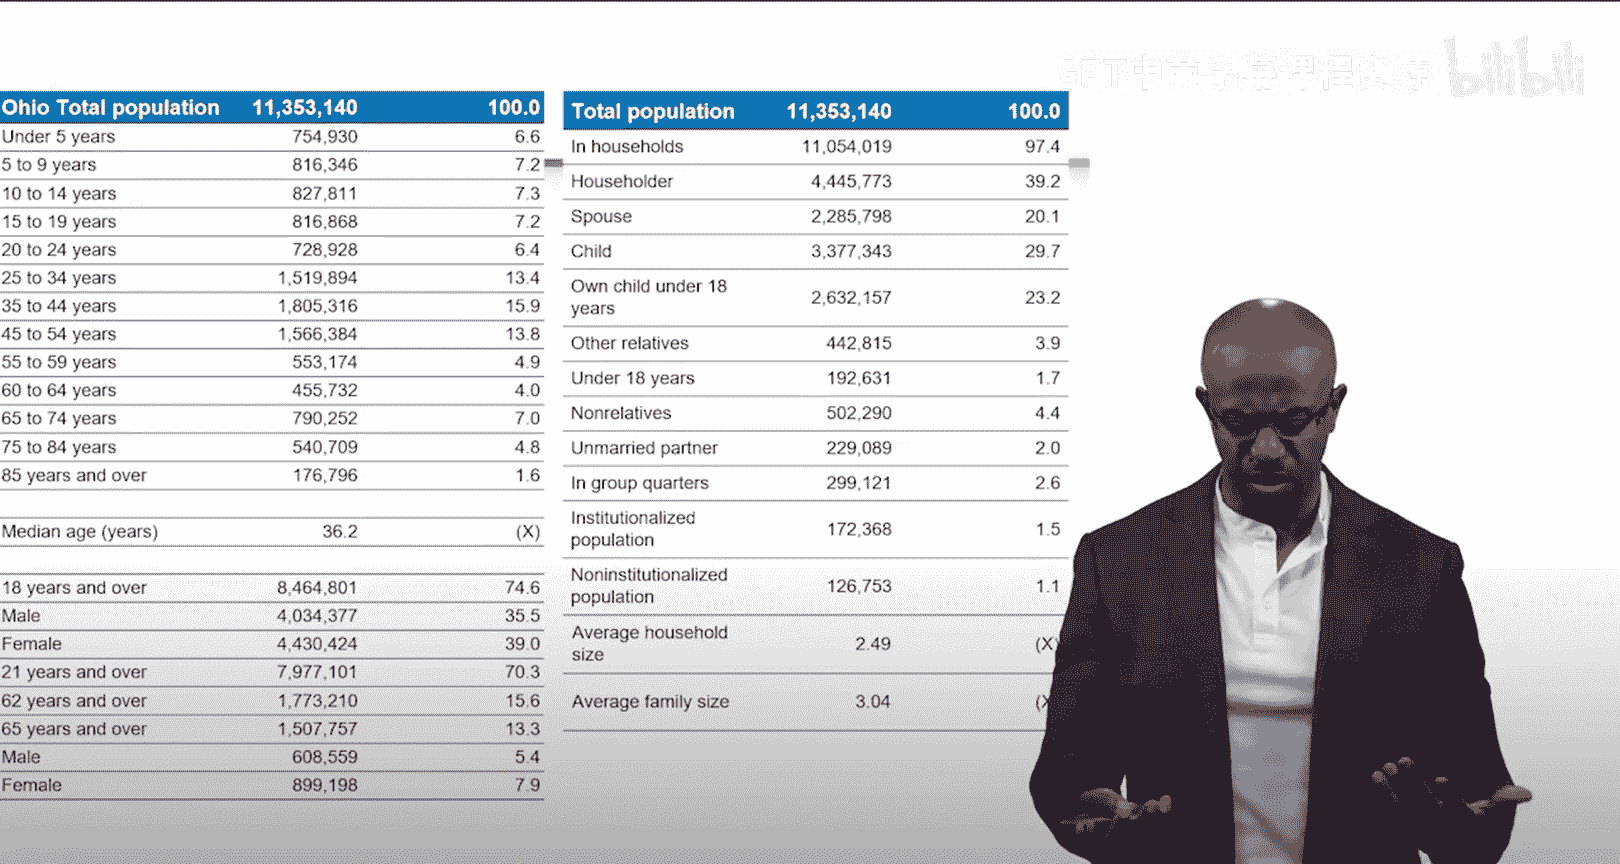 bilibili
Ohio Total population 11,353,140 100.0
Under 5 years 754,930 6.6
5 to 9 years 816,346 7.2
10 to 14 years 827,811 7.3
15 to 19 years 816,868 7.2
20 to 24 years 728,928 6.4
25 to 34 years 1,519,894 13.4
35 to 44 years 1,805,316 15.9
45 to 54 years 1,566,384 13.8
55 to 59 years 553,174 4.9
60 to 64 years 455,732 4.0
65 to 74 years 790,252 7.0
75 to 84 years 540,709 4.8
85 years and over 176,796 1.6
Median age (years) 36.2 (X)
18 years and over 8,464,801 74.6
Male 4,034,377 35.5
Female 4,430,424 39.0
21 years and over 7,977,101 70.3
62 years and over 1,773,210 15.6
65 years and over 1,507,757 13.3
Male 608,559 5.4
Female 899,198 7.9
Total population 11,353,140 100.0
In households 11,054,019 97.4
Householder 4,445,773 39.2
Spouse 2,285,798 20.1
Child 3,377,343 29.7
Own child under 18
years 2,632,157 23.2
Other relatives 442,815 3.9
Under 18 years 192,631 1.7
Nonrelatives 502,290 4.4
Unmarried partner 229,089 2.0
In group quarters 299,121 2.6
Institutionalized
population 172,368 1.5
Noninstitutionalized
population 126,753 1.1
Average household
size 2.49 (X)
Average family size 3.04 (X